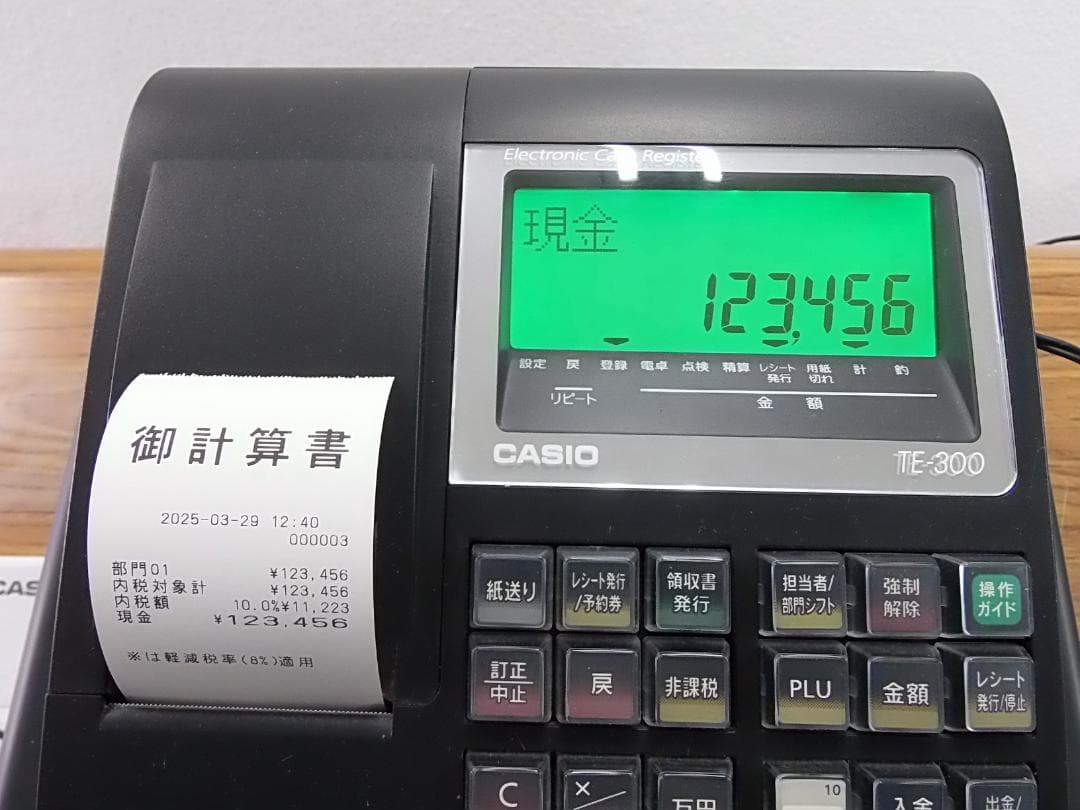 Electronic Cash Register
現金
123,456
設定 戻 登録 電卓 点検 精算 レシート発行 用紙切れ 計 釣
リピート 金額
CASIO TE-300
御計算書
2025-03-29 12:40
000003
部門01 ¥123,456
内税対象計 ¥123,456
内税額 10.0%¥11,223
現金 ¥123,456
※は軽減税率(8%)適用
CAS
紙送り レシート発行/予約券 領収書発行 担当者/部門シフト 強制解除 操作ガイド
訂正/中止 戻 非課税 PLU 金額 レシート発行/停止
C × 万円 10 入金 出金/